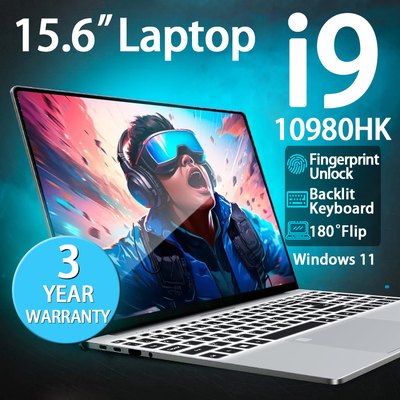 15.6” Laptop
i9
10980HK
Fingerprint
Unlock
Backlit
Keyboard
180°Flip
Windows 11
3
YEAR
WARRANTY